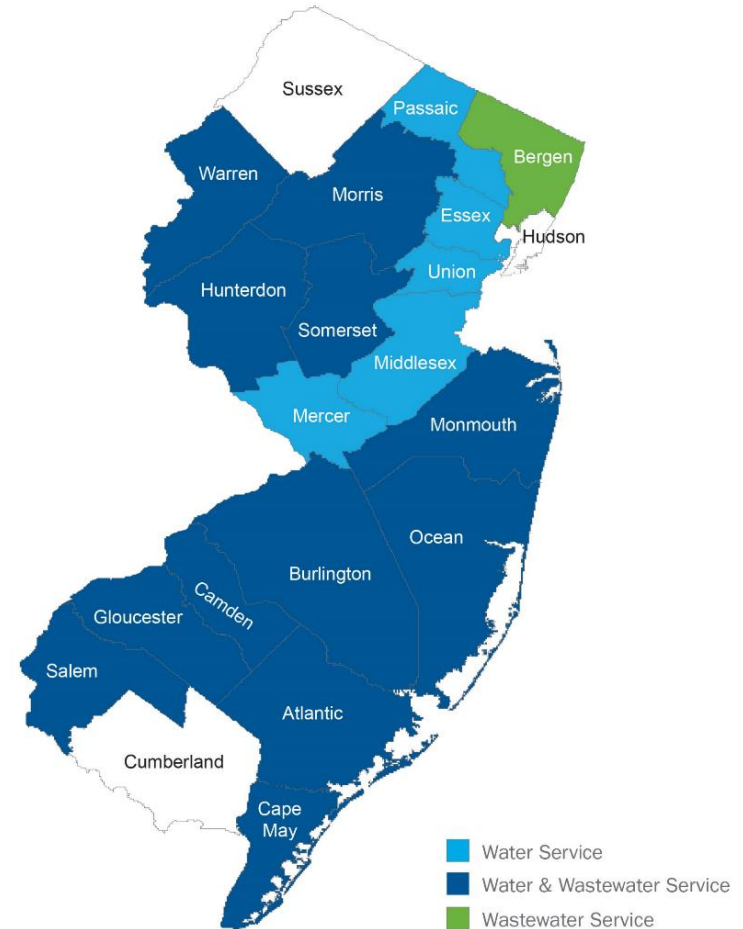 Sussex
Passaic
Bergen
Warren
Morris
Essex
Hudson
Union
Hunterdon
Somerset
Middlesex
Mercer
Monmouth
Ocean
Burlington
Camden
Gloucester
Salem
Atlantic
Cumberland
Cape
May
Water Service
Water & Wastewater Service
Wastewater Service